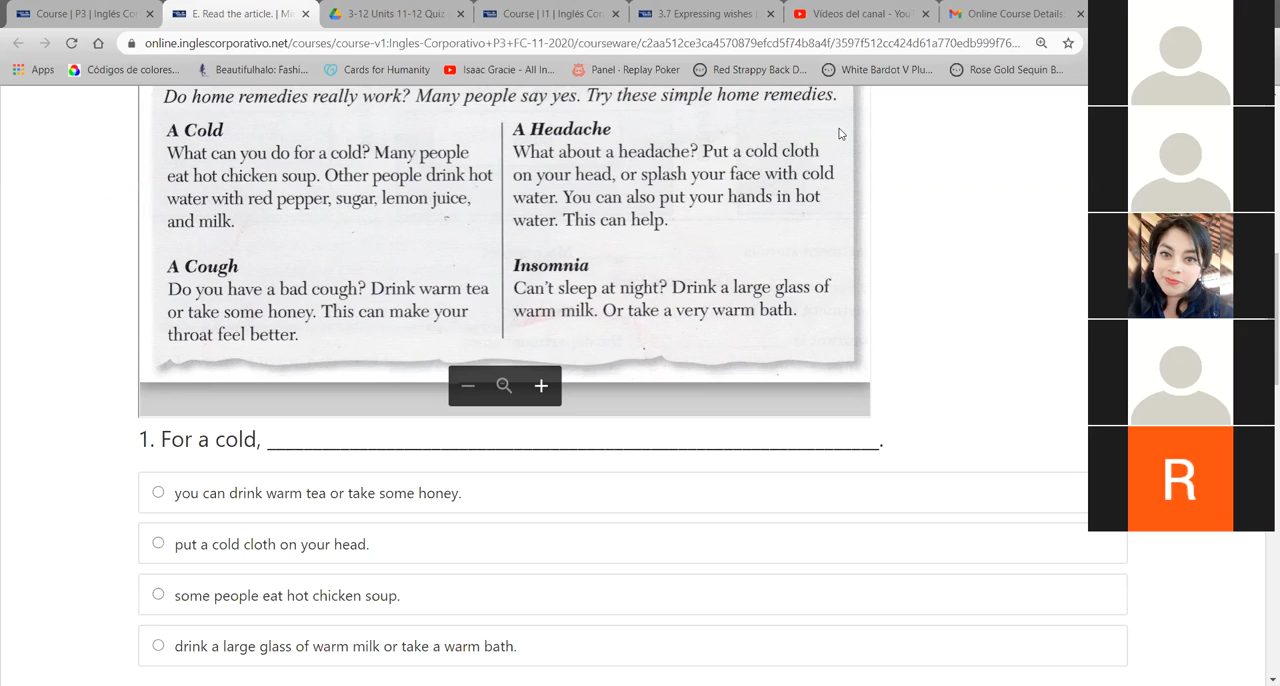 Course | P3 | Inglés Co
E. Read the article. | Mi
3-12 Units 11-12 Quiz
Course | I1 | Inglés Cor
3.7 Expressing wishes |
Vídeos del canal - YouT
Online Course Details:
online.inglescorporativo.net/courses/course-v1:Ingles-Corporativo+P3+FC-11-2020/courseware/c2aa512ce3ca4570879efcd5f74b8a4f/3597f512cc424d61a770edb999f76...
Apps
Códigos de colores...
Beautifulhalo: Fashi...
Cards for Humanity
Isaac Gracie - All In...
Panel · Replay Poker
Red Strappy Back D...
White Bardot V Plu...
Rose Gold Sequin B...
Do home remedies really work? Many people say yes. Try these simple home remedies.
A Cold
What can you do for a cold? Many people
eat hot chicken soup. Other people drink hot
water with red pepper, sugar, lemon juice,
and milk.
A Cough
Do you have a bad cough? Drink warm tea
or take some honey. This can make your
throat feel better.
A Headache
What about a headache? Put a cold cloth
on your head, or splash your face with cold
water. You can also put your hands in hot
water. This can help.
Insomnia
Can't sleep at night? Drink a large glass of
warm milk. Or take a very warm bath.
1. For a cold, ______________________________________________.
you can drink warm tea or take some honey.
put a cold cloth on your head.
some people eat hot chicken soup.
drink a large glass of warm milk or take a warm bath.
R